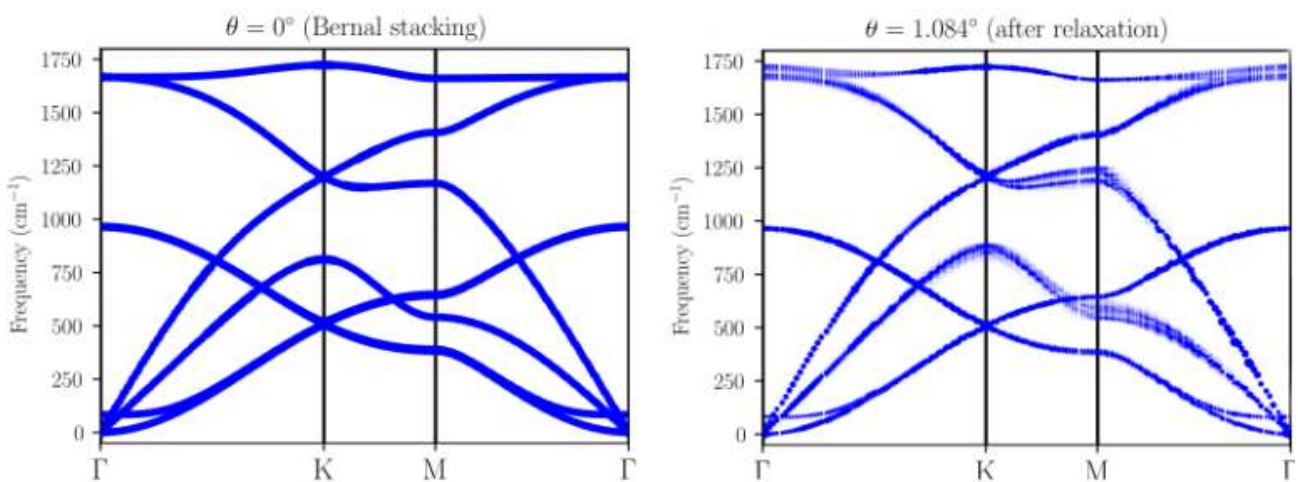 θ = 0° (Bernal stacking)
1750
1500
1250
1000
750
500
250
0
Frequency (cm⁻¹)
Γ K M Γ
θ = 1.084° (after relaxation)
1750
1500
1250
1000
750
500
250
0
Frequency (cm⁻¹)
Γ K M Γ